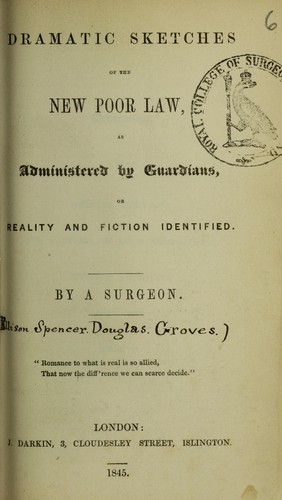 6
DRAMATIC SKETCHES
OF THE
NEW POOR LAW,
AS
Administered by Guardians,
OR
REALITY AND FICTION IDENTIFIED.
BY A SURGEON.
Spencer. Douglas. Groves.)
" Romance to what is real is so allied,
That now the diff'rence we can scarce decide."
LONDON:
J. DARKIN, 3, CLOUDESLEY STREET, ISLINGTON.
1845.
ROYAL COLLEGE OF SURGEO